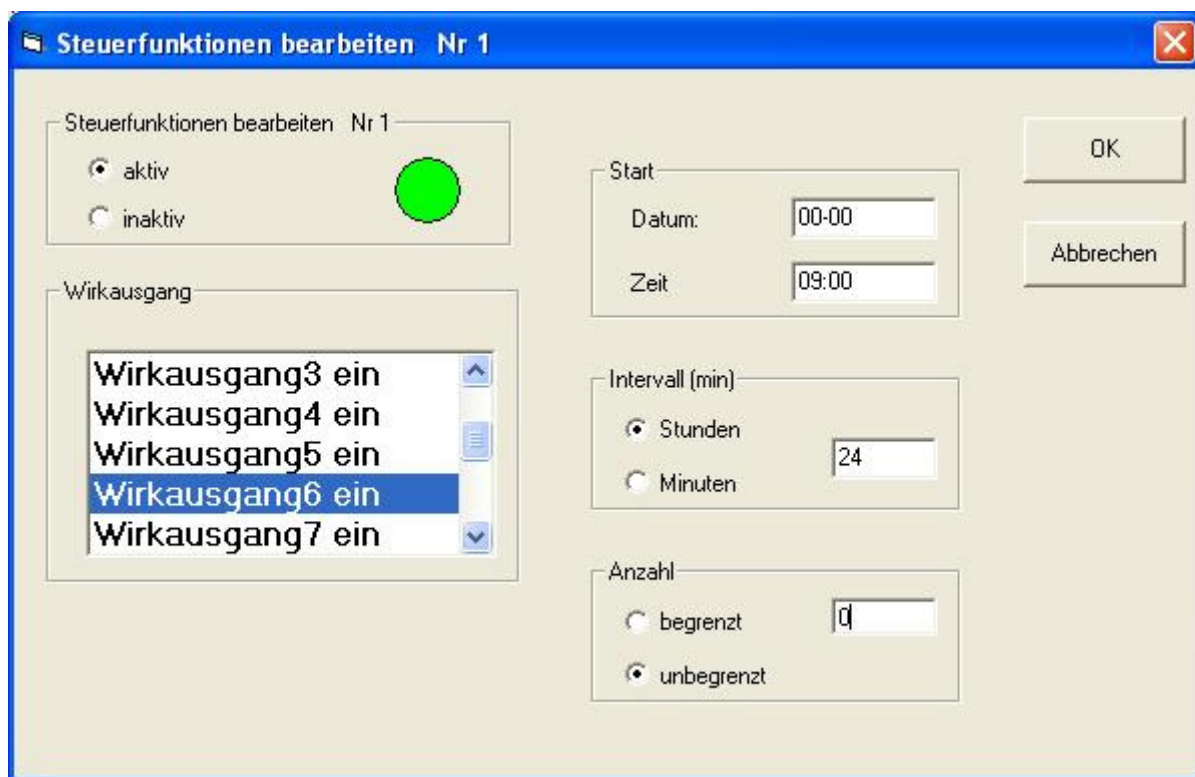 Steuerfunktionen bearbeiten   Nr 1
Steuerfunktionen bearbeiten   Nr 1
aktiv
inaktiv
Wirkausgang
Wirkausgang3 ein
Wirkausgang4 ein
Wirkausgang5 ein
Wirkausgang6 ein
Wirkausgang7 ein
Start
Datum: 00-00
Zeit 09:00
Intervall (min)
Stunden
24
Minuten
Anzahl
begrenzt 0
unbegrenzt
OK
Abbrechen